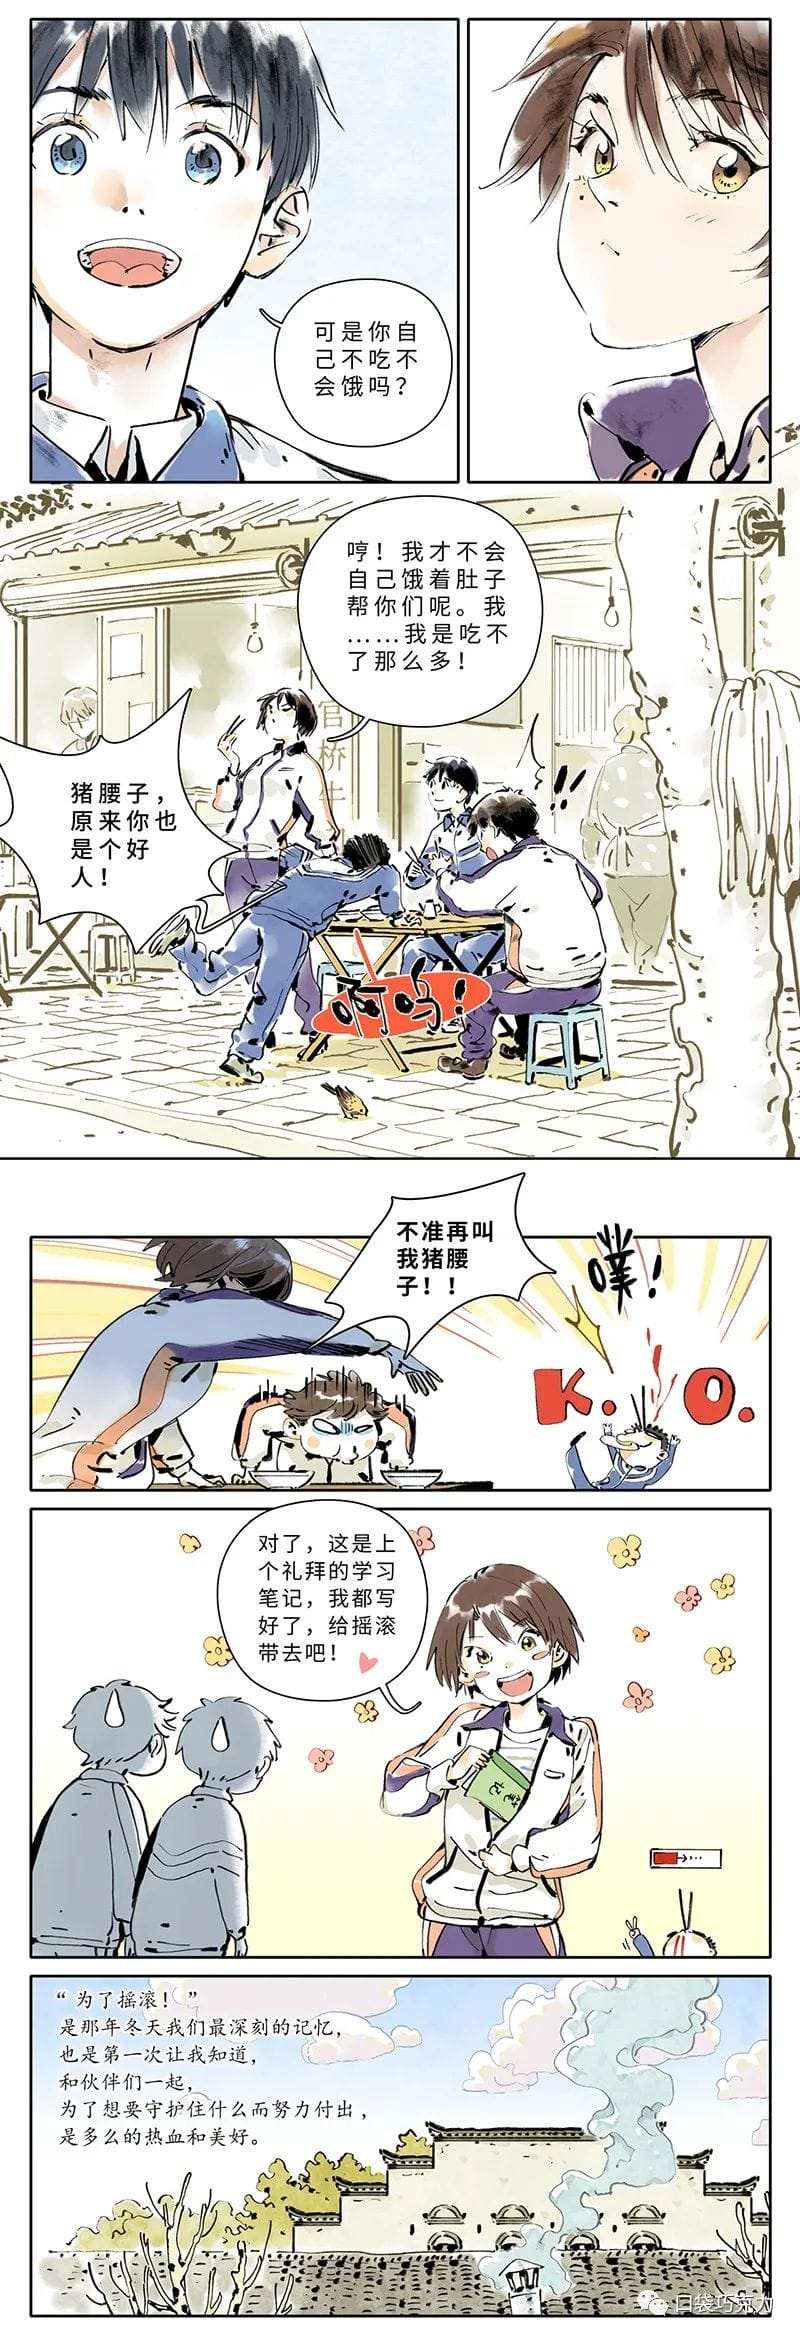 可是你自
己不吃不
会饿吗？
哼！我才不会
自己饿着肚子
帮你们呢。我
……我是吃不
了那么多！
官桥牛
猪腰子，
原来你也
是个好
人！
啊呜！
不准再叫
我猪腰
子！！
噗！
K.O.
对了，这是上
个礼拜的学习
笔记，我都写
好了，给摇滚
带去吧！
笔记
“为了摇滚！”
是那年冬天我们最深刻的记忆，
也是第一次让我知道，
和伙伴们一起，
为了想要守护住什么而努力付出，
是多么的热血和美好。
口袋巧克力